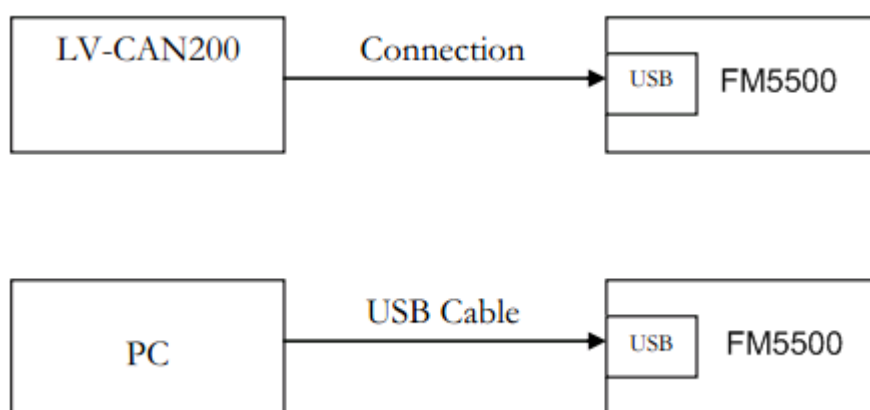 LV-CAN200
Connection
USB
FM5500
USB Cable
PC
USB
FM5500